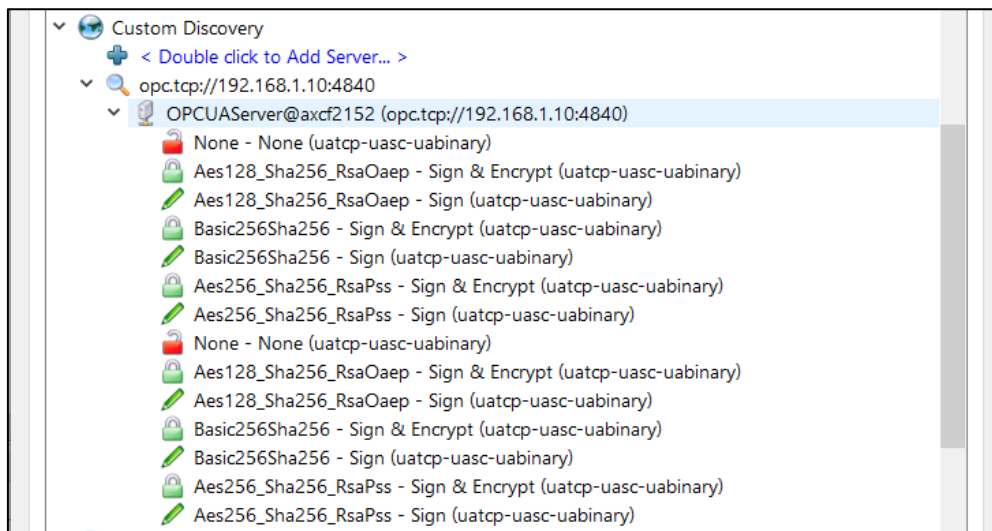 Custom Discovery
< Double click to Add Server... >
opc.tcp://192.168.1.10:4840
OPCUAServer@axcf2152 (opc.tcp://192.168.1.10:4840)
None - None (uatcp-uasc-uabinary)
Aes128_Sha256_RsaOaep - Sign & Encrypt (uatcp-uasc-uabinary)
Aes128_Sha256_RsaOaep - Sign (uatcp-uasc-uabinary)
Basic256Sha256 - Sign & Encrypt (uatcp-uasc-uabinary)
Basic256Sha256 - Sign (uatcp-uasc-uabinary)
Aes256_Sha256_RsaPss - Sign & Encrypt (uatcp-uasc-uabinary)
Aes256_Sha256_RsaPss - Sign (uatcp-uasc-uabinary)
None - None (uatcp-uasc-uabinary)
Aes128_Sha256_RsaOaep - Sign & Encrypt (uatcp-uasc-uabinary)
Aes128_Sha256_RsaOaep - Sign (uatcp-uasc-uabinary)
Basic256Sha256 - Sign & Encrypt (uatcp-uasc-uabinary)
Basic256Sha256 - Sign (uatcp-uasc-uabinary)
Aes256_Sha256_RsaPss - Sign & Encrypt (uatcp-uasc-uabinary)
Aes256_Sha256_RsaPss - Sign (uatcp-uasc-uabinary)